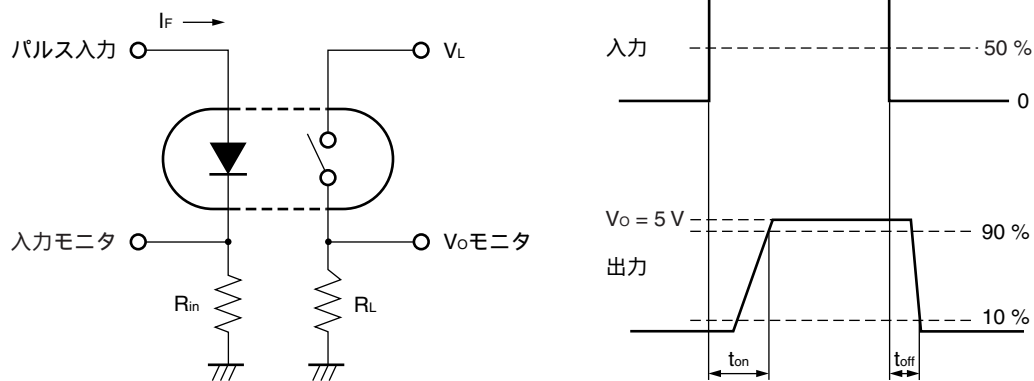 IF
パルス入力
VL
入力モニタ
VOモニタ
Rin
RL
入力
50 %
0
VO = 5 V
90 %
出力
10 %
ton
toff